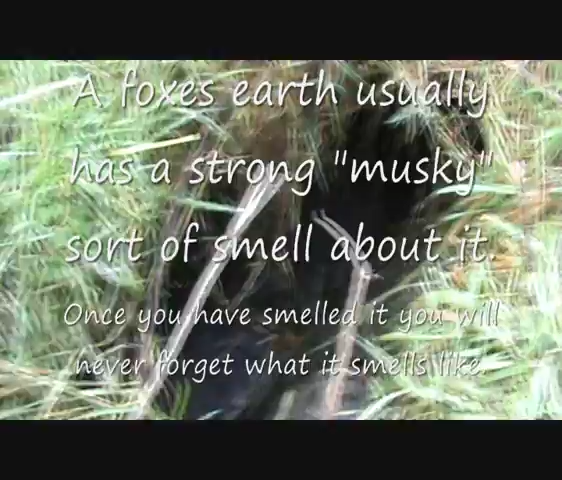 A foxes earth usually
has a strong "musky"
sort of smell about it.
Once you have smelled it you will
never forget what it smells like.